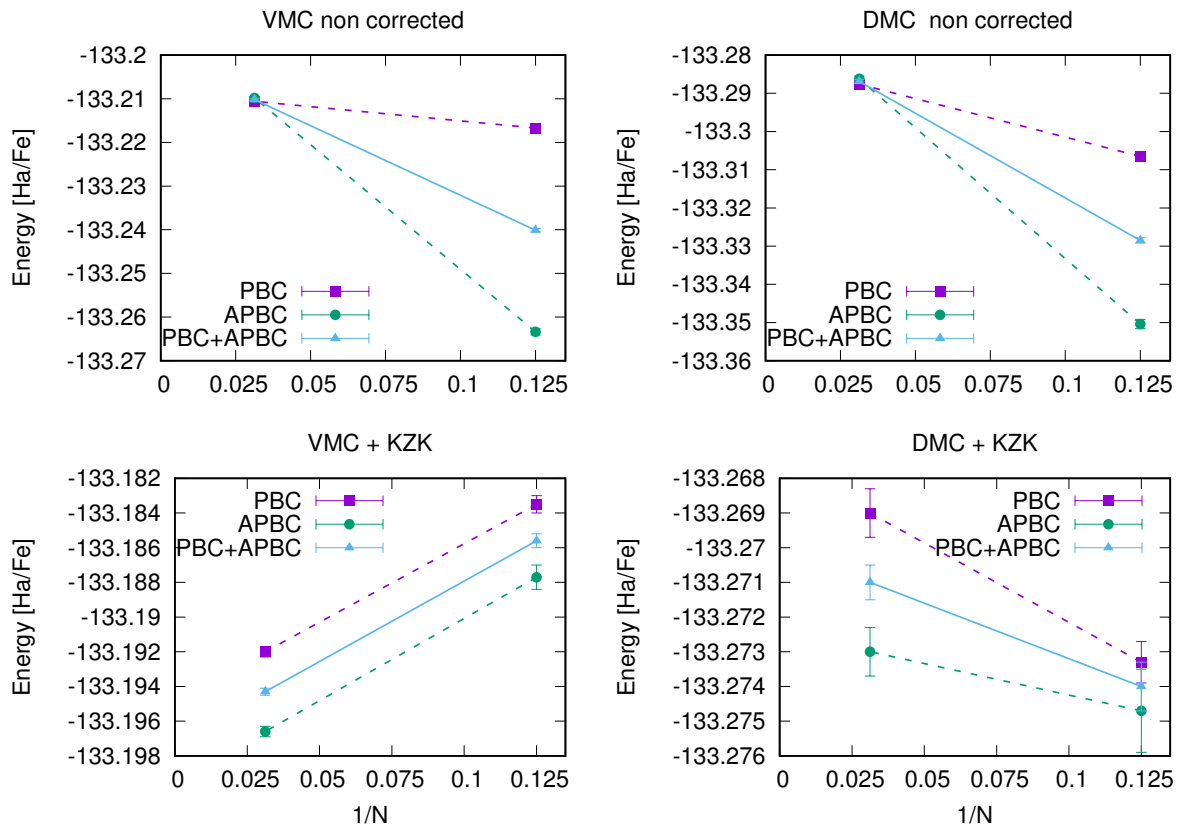 VMC non corrected
-133.2
-133.21
-133.22
-133.23
-133.24
-133.25
-133.26
-133.27
Energy [Ha/Fe]
PBC
APBC
PBC+APBC
0 0.025 0.05 0.075 0.1 0.125
DMC  non corrected
-133.28
-133.29
-133.3
-133.31
-133.32
-133.33
-133.34
-133.35
-133.36
Energy [Ha/Fe]
PBC
APBC
PBC+APBC
0 0.025 0.05 0.075 0.1 0.125
VMC + KZK
-133.182
-133.184
-133.186
-133.188
-133.19
-133.192
-133.194
-133.196
-133.198
Energy [Ha/Fe]
PBC
APBC
PBC+APBC
0 0.025 0.05 0.075 0.1 0.125
1/N
DMC + KZK
-133.268
-133.269
-133.27
-133.271
-133.272
-133.273
-133.274
-133.275
-133.276
Energy [Ha/Fe]
PBC
APBC
PBC+APBC
0 0.025 0.05 0.075 0.1 0.125
1/N